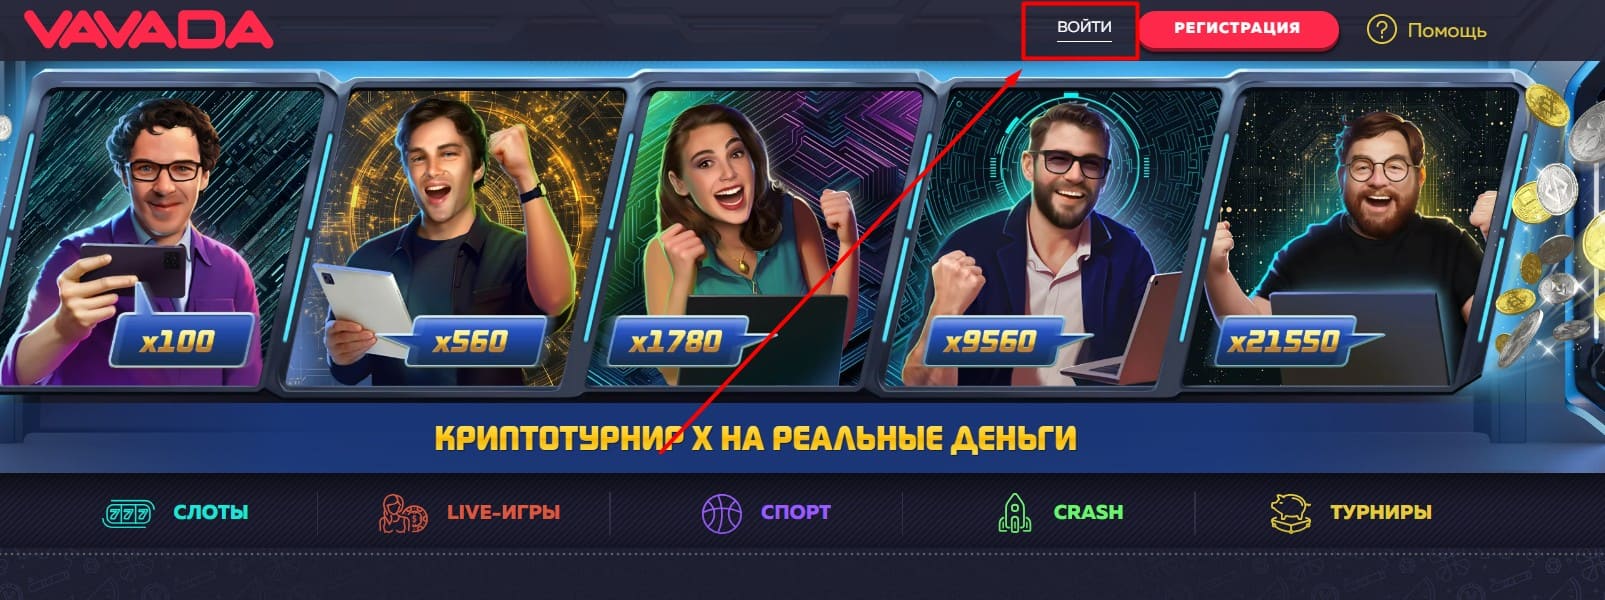 VAVADA
ВОЙТИ
РЕГИСТРАЦИЯ
? Помощь
x100
x560
x1780
x9560
x21550
КРИПТОТУРНИР X НА РЕАЛЬНЫЕ ДЕНЬГИ
777 СЛОТЫ
LIVE-ИГРЫ
СПОРТ
CRASH
ТУРНИРЫ